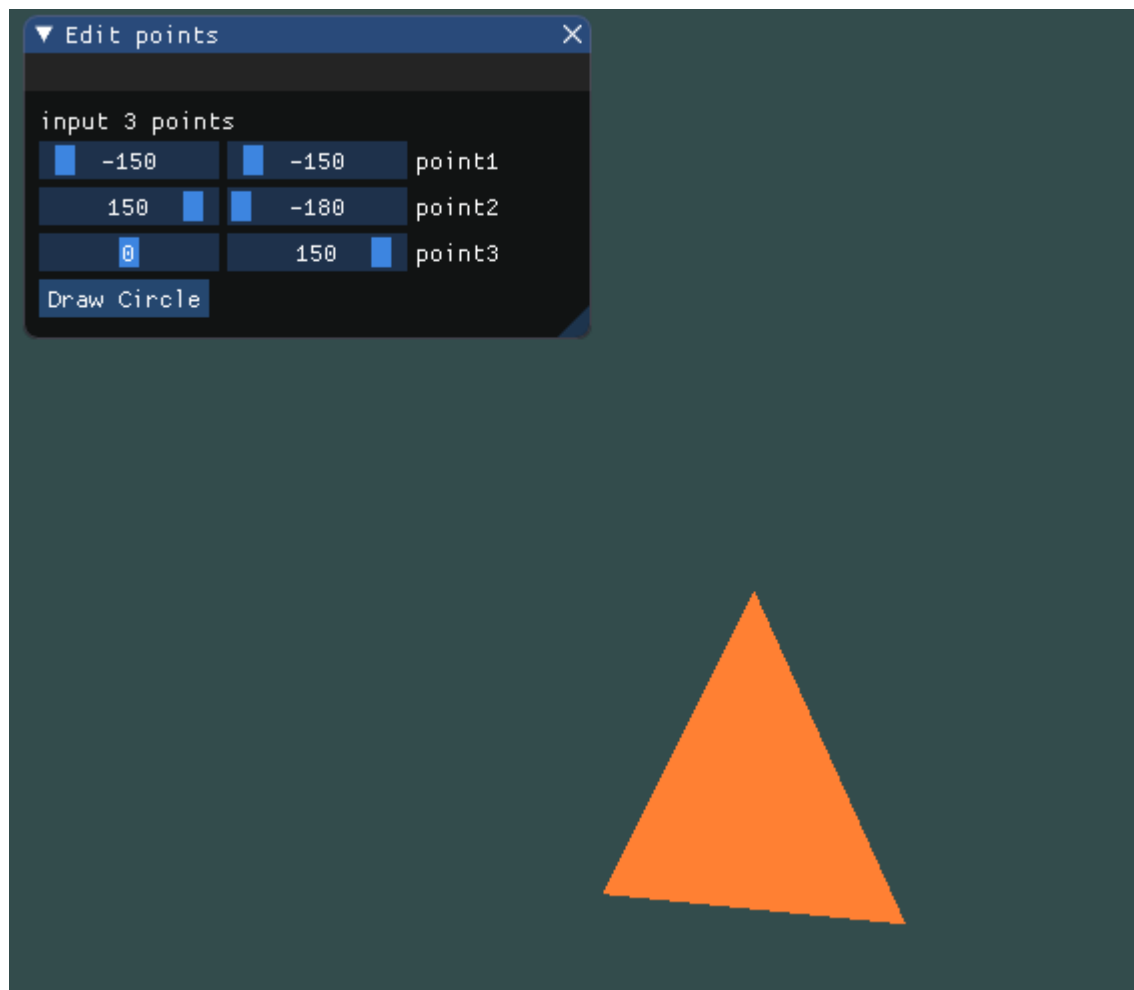 Edit points
input 3 points
-150 -150 point1
150 -180 point2
0 150 point3
Draw Circle